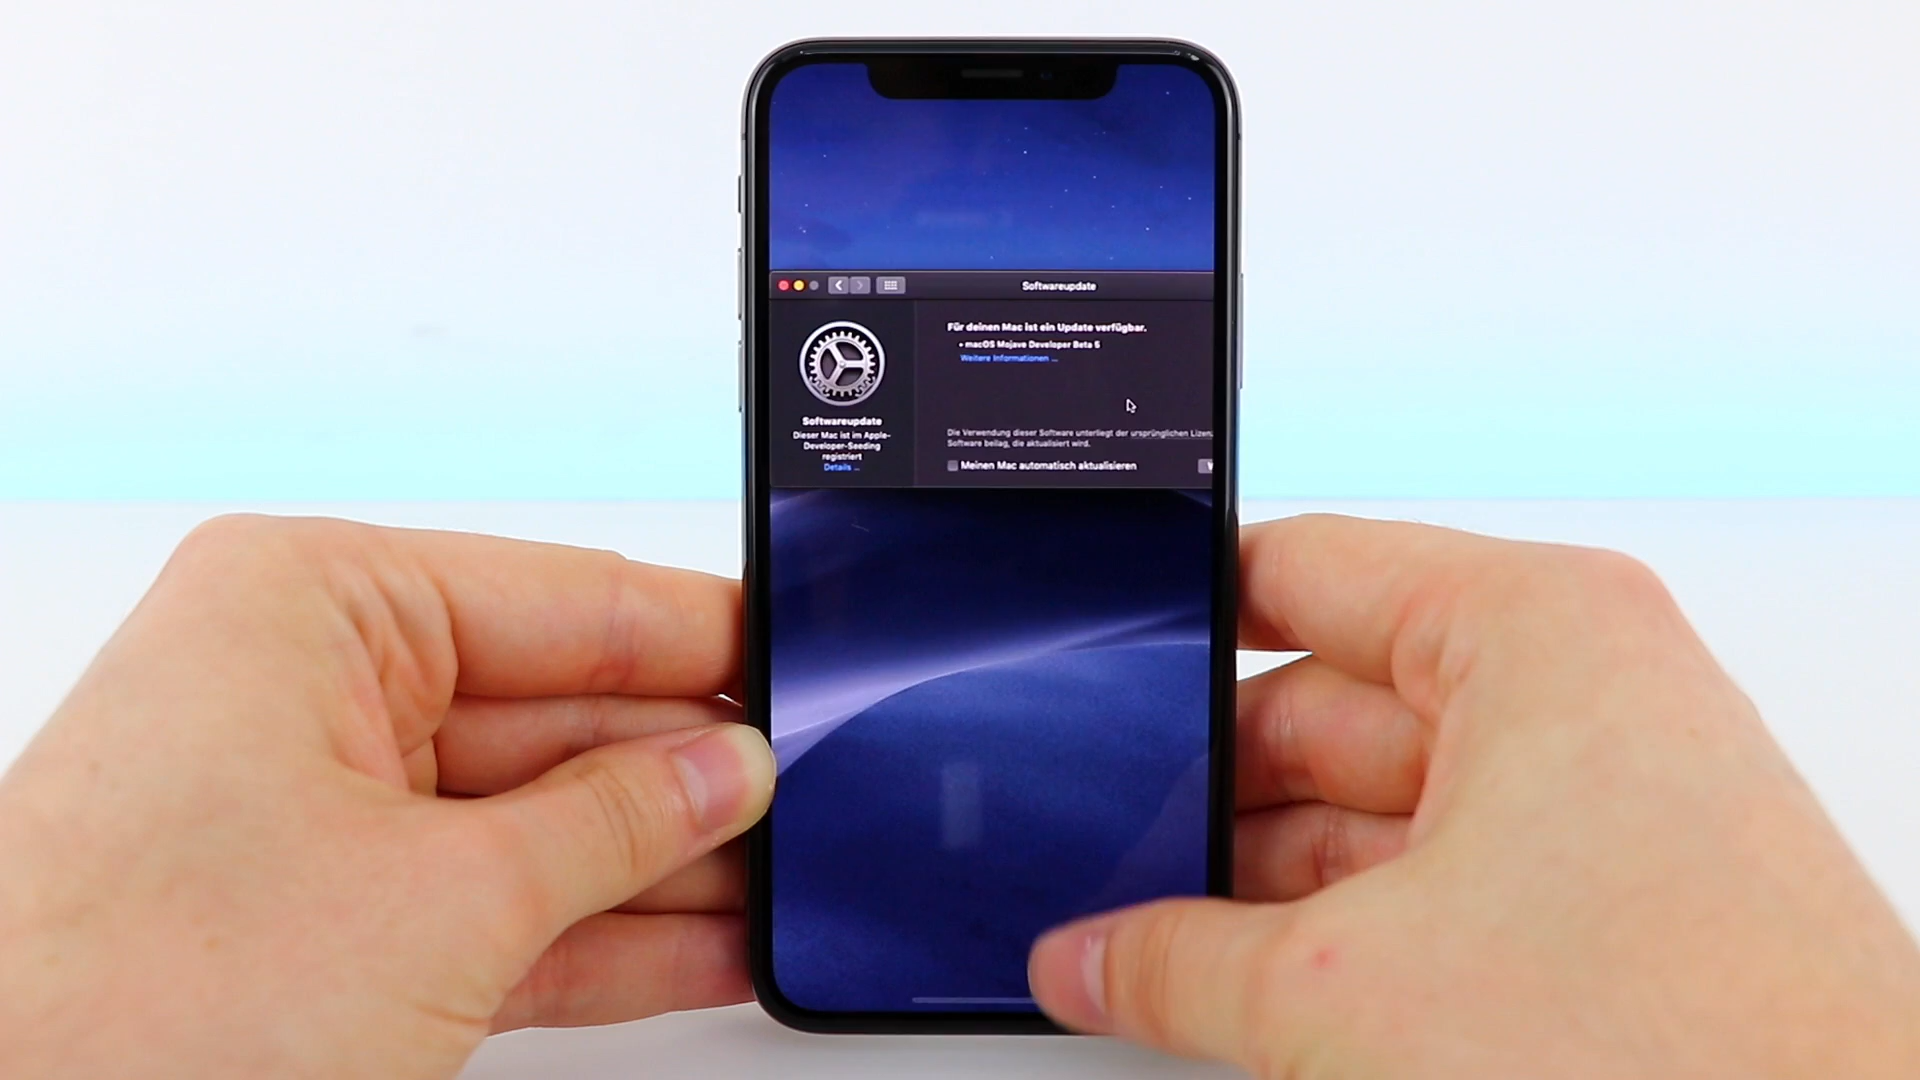 Softwareupdate
Für deinen Mac ist ein Update verfügbar.
• macOS Mojave Developer Beta 5
Weitere Informationen ...
Softwareupdate
Dieser Mac ist im Apple-
Developer-Seeding
registriert
Details ...
Die Verwendung dieser Software unterliegt der ursprünglichen Lizen
Software beilag, die aktualisiert wird.
Meinen Mac automatisch aktualisieren